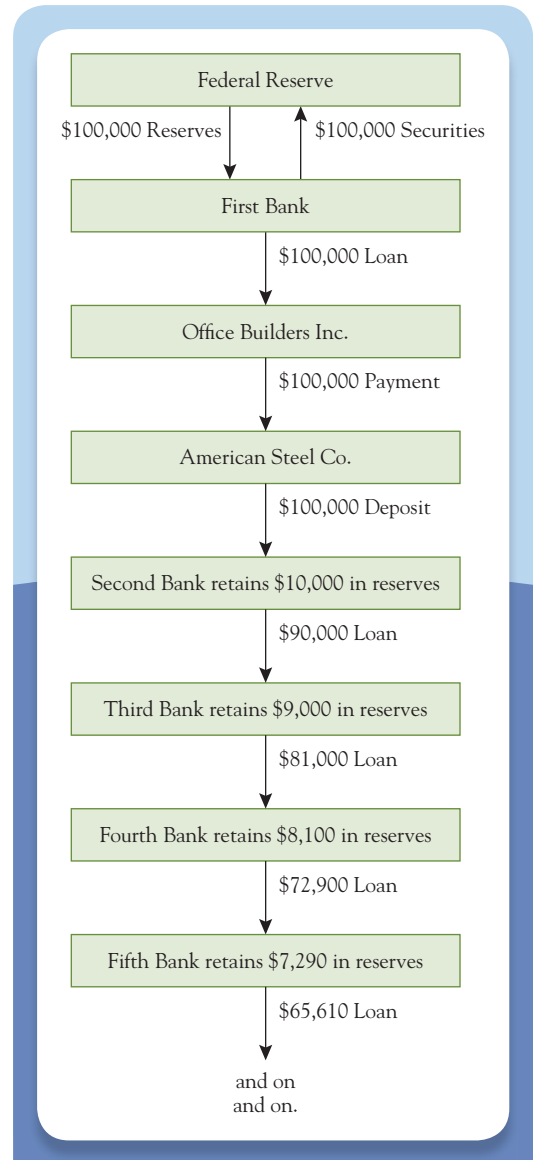 Federal Reserve
$100,000 Reserves
$100,000 Securities
First Bank
$100,000 Loan
Office Builders Inc.
$100,000 Payment
American Steel Co.
$100,000 Deposit
Second Bank retains $10,000 in reserves
$90,000 Loan
Third Bank retains $9,000 in reserves
$81,000 Loan
Fourth Bank retains $8,100 in reserves
$72,900 Loan
Fifth Bank retains $7,290 in reserves
$65,610 Loan
and on
and on.